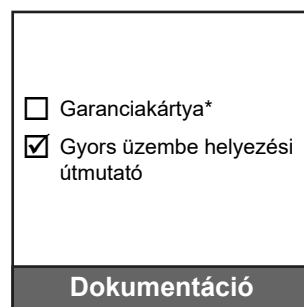 Garanciakártya*
Gyors üzembe helyezési
útmutató
Dokumentáció